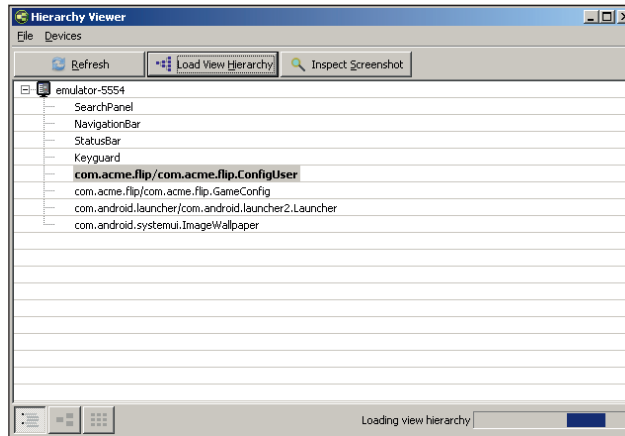 Hierarchy Viewer
File Devices
Refresh Load View Hierarchy Inspect Screenshot
emulator-5554
SearchPanel
NavigationBar
StatusBar
Keyguard
com.acme.flip/com.acme.flip.ConfigUser
com.acme.flip/com.acme.flip.GameConfig
com.android.launcher/com.android.launcher2.Launcher
com.android.systemui.ImageWallpaper
Loading view hierarchy